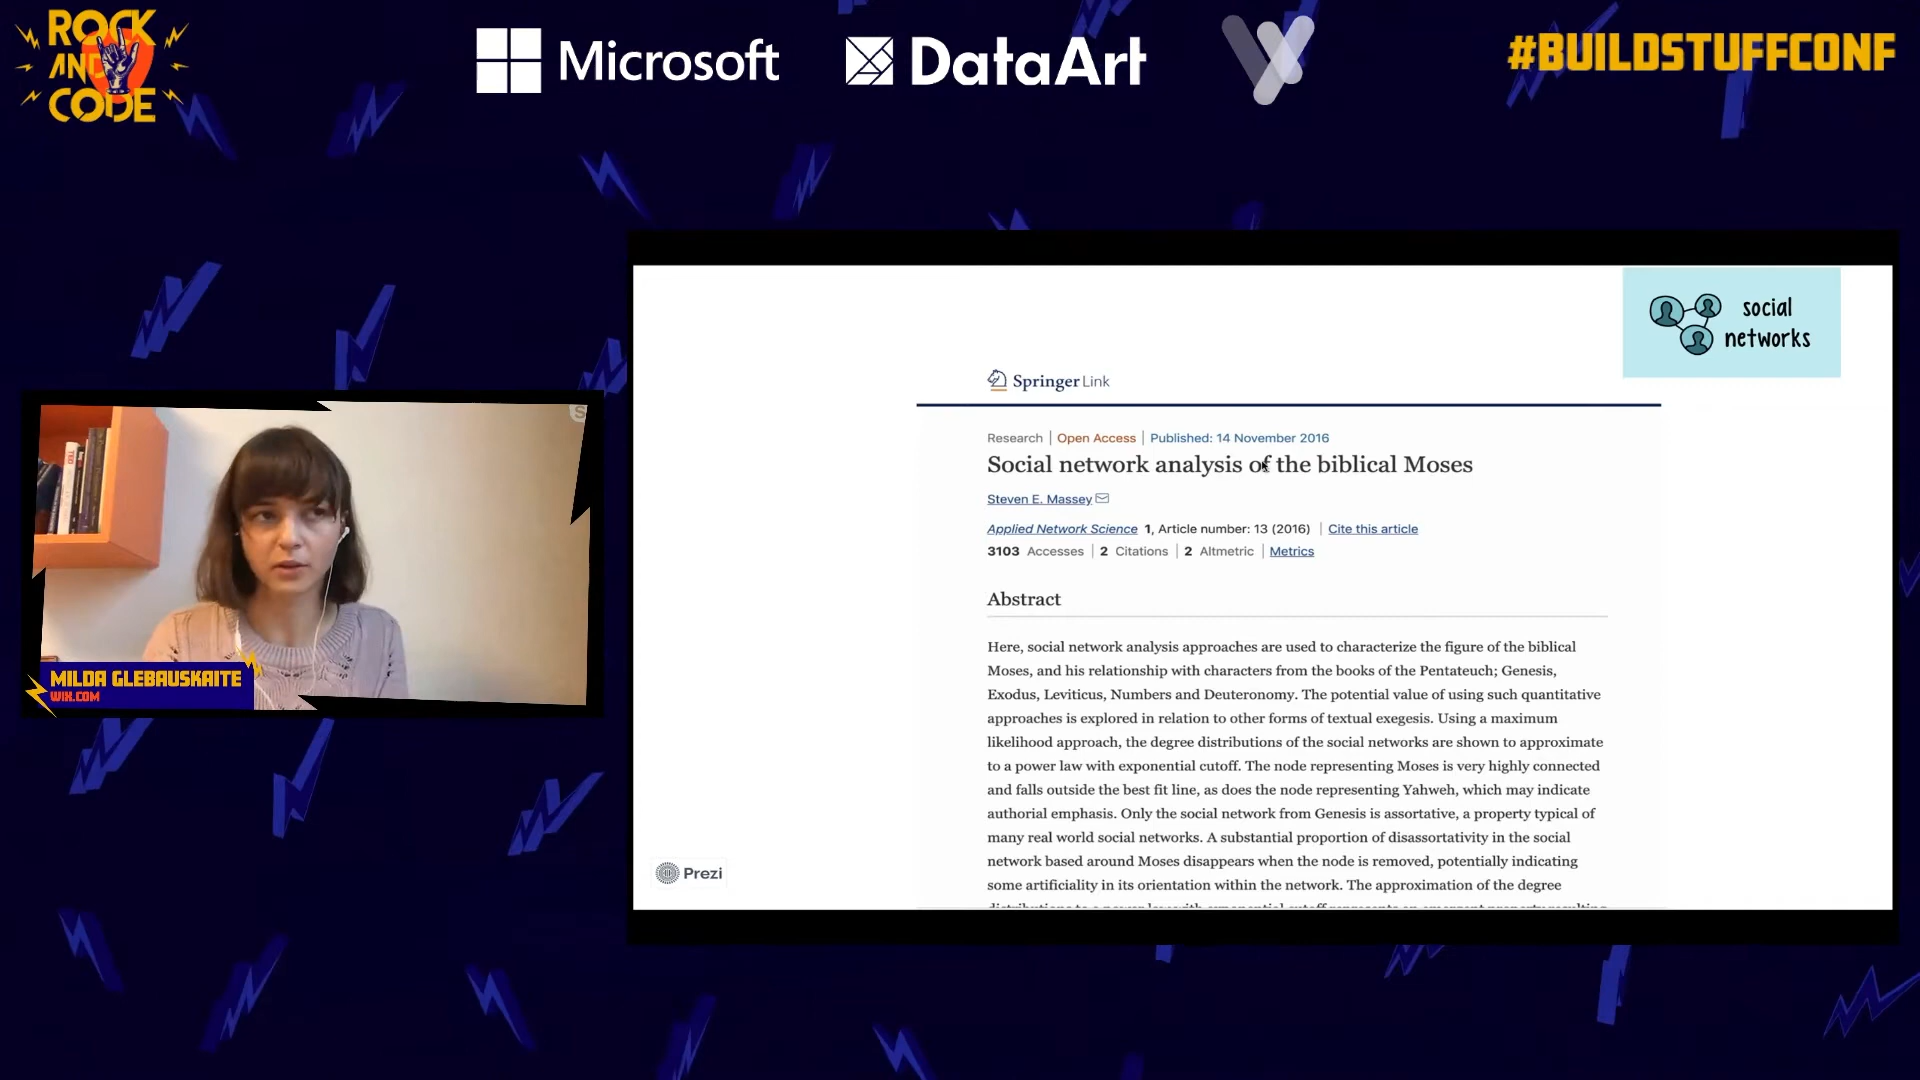 ROCK
AND
CODE
Microsoft
DataArt
#BUILDSTUFFCONF
social
networks
Springer Link
Research | Open Access | Published: 14 November 2016
Social network analysis of the biblical Moses
Steven E. Massey
Applied Network Science 1, Article number: 13 (2016) | Cite this article
3103 Accesses | 2 Citations | 2 Altmetric | Metrics
Abstract
Here, social network analysis approaches are used to characterize the figure of the biblical
Moses, and his relationship with characters from the books of the Pentateuch; Genesis,
Exodus, Leviticus, Numbers and Deuteronomy. The potential value of using such quantitative
approaches is explored in relation to other forms of textual exegesis. Using a maximum
likelihood approach, the degree distributions of the social networks are shown to approximate
to a power law with exponential cutoff. The node representing Moses is very highly connected
and falls outside the best fit line, as does the node representing Yahweh, which may indicate
authorial emphasis. Only the social network from Genesis is assortative, a property typical of
many real world social networks. A substantial proportion of disassortativity in the social
network based around Moses disappears when the node is removed, potentially indicating
some artificiality in its orientation within the network. The approximation of the degree
Prezi
MILDA GLEBAUSKAITE
WIX.COM